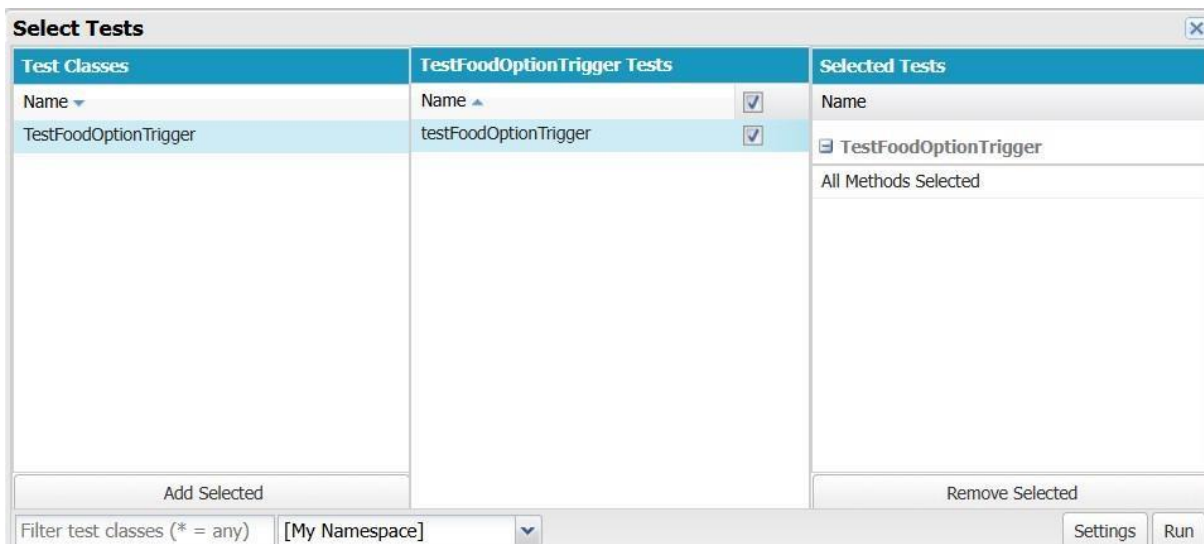 Select Tests
Test Classes
Name
TestFoodOptionTrigger
Add Selected
TestFoodOptionTrigger Tests
Name
testFoodOptionTrigger
Selected Tests
Name
TestFoodOptionTrigger
All Methods Selected
Remove Selected
Filter test classes (* = any)
[My Namespace]
Settings
Run